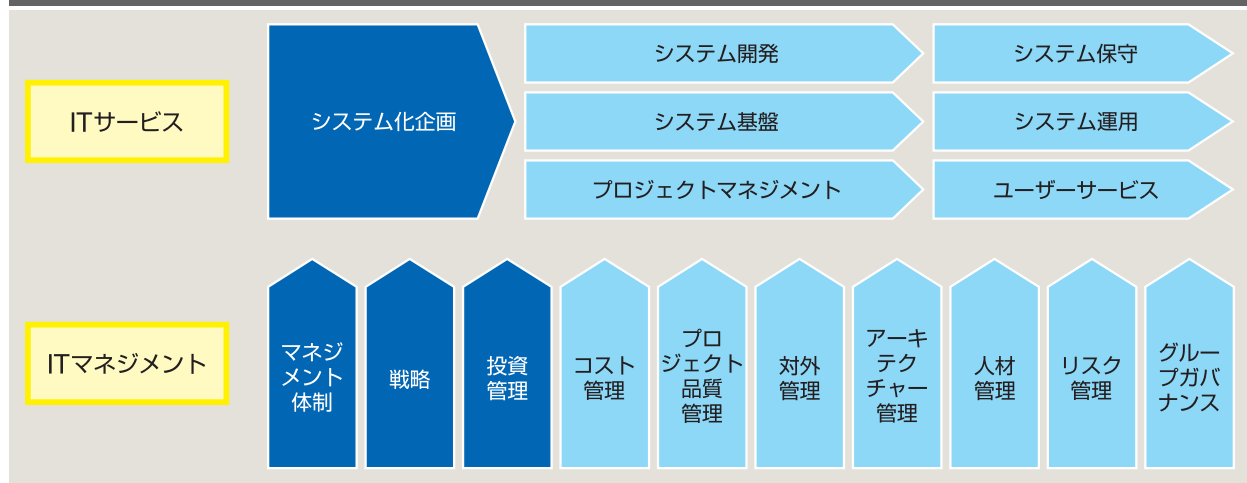 ITサービス
システム化企画
システム開発
システム基盤
プロジェクトマネジメント
システム保守
システム運用
ユーザーサービス
ITマネジメント
マネジ
メント
体制
戦略
投資
管理
コスト
管理
プロ
ジェクト
品質
管理
対外
管理
アーキ
テク
チャー
管理
人材
管理
リスク
管理
グルー
プガバ
ナンス